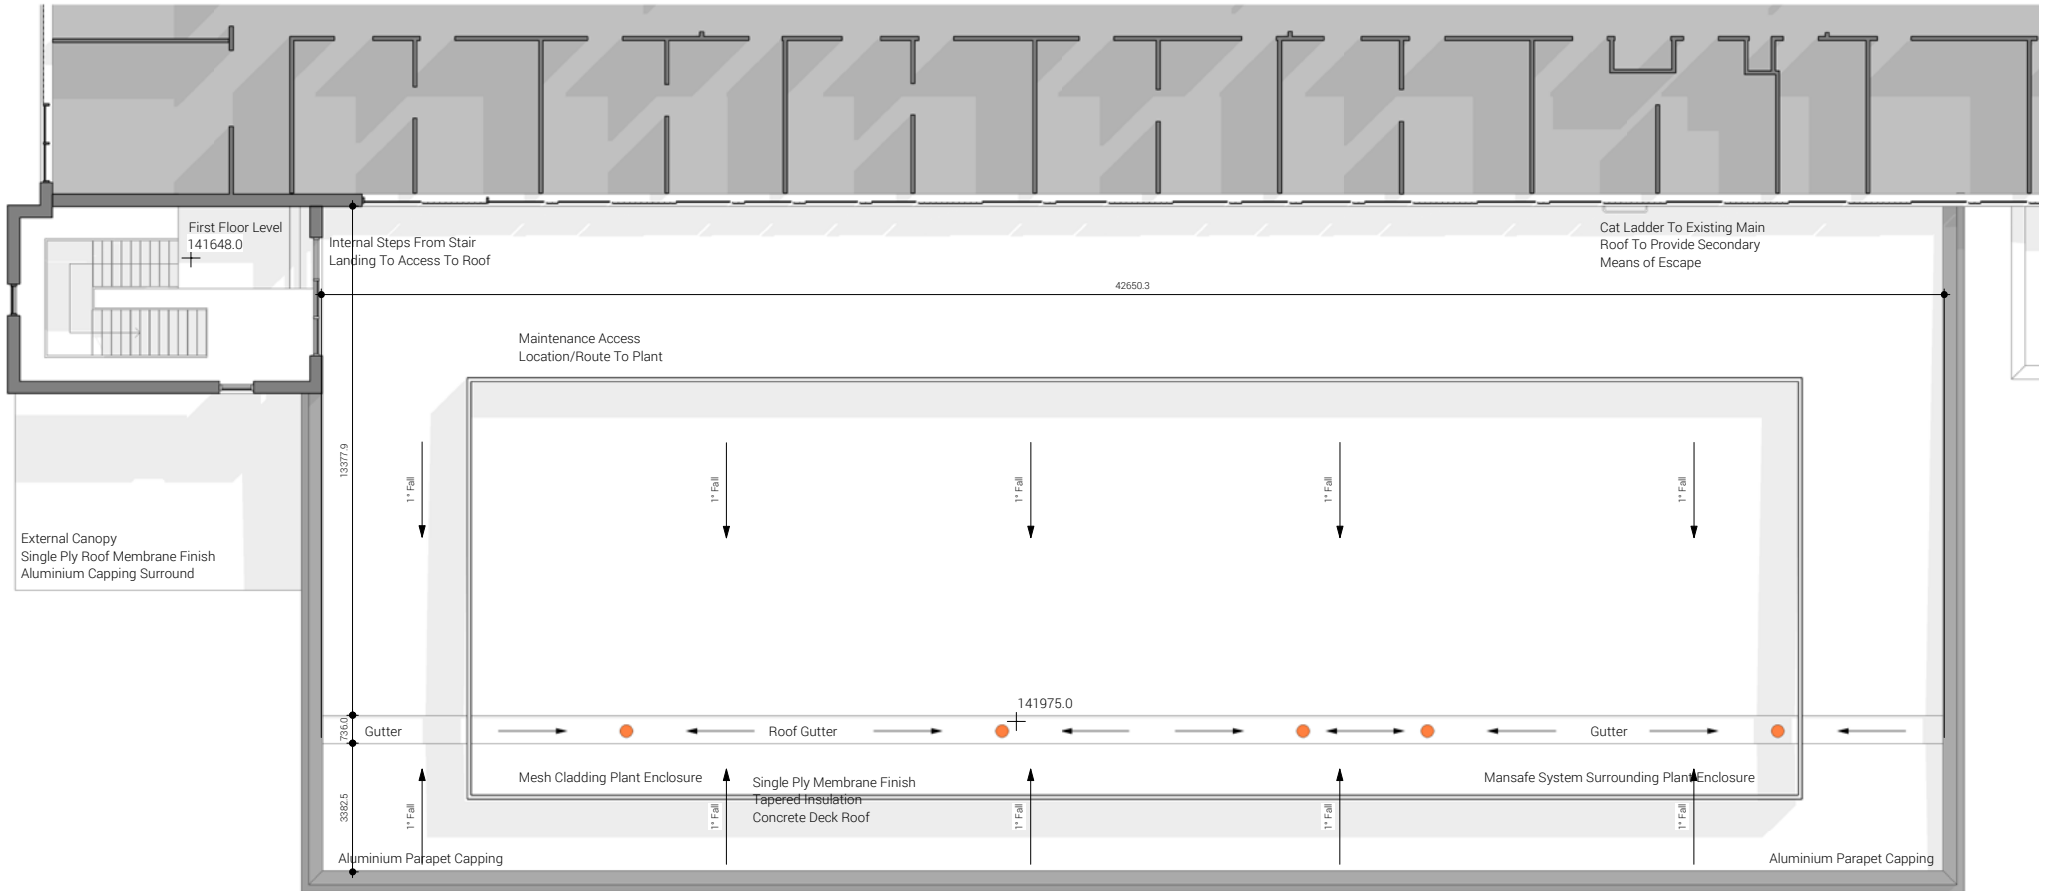 First Floor Level
141648.0
Internal Steps From Stair
Landing To Access To Roof
Cat Ladder To Existing Main
Roof To Provide Secondary
Means of Escape
42650.3
Maintenance Access
Location/Route To Plant
13377.9
1° Fall
1° Fall
1° Fall
1° Fall
1° Fall
External Canopy
Single Ply Roof Membrane Finish
Aluminium Capping Surround
141975.0
736.0
Gutter
Roof Gutter
Gutter
Mesh Cladding Plant Enclosure
Single Ply Membrane Finish
Tapered Insulation
Concrete Deck Roof
Mansafe System Surrounding Plant Enclosure
3382.5
1° Fall
1° Fall
1° Fall
1° Fall
1° Fall
Aluminium Parapet Capping
Aluminium Parapet Capping